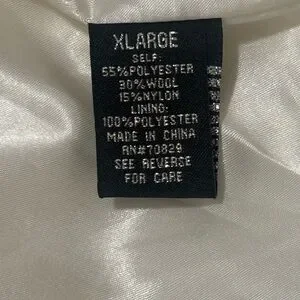 XLARGE
SELF:
55%POLYESTER
30%WOOL
15%NYLON
LINING:
100%POLYESTER
MADE IN CHINA
RN#70829
SEE REVERSE
FOR CARE